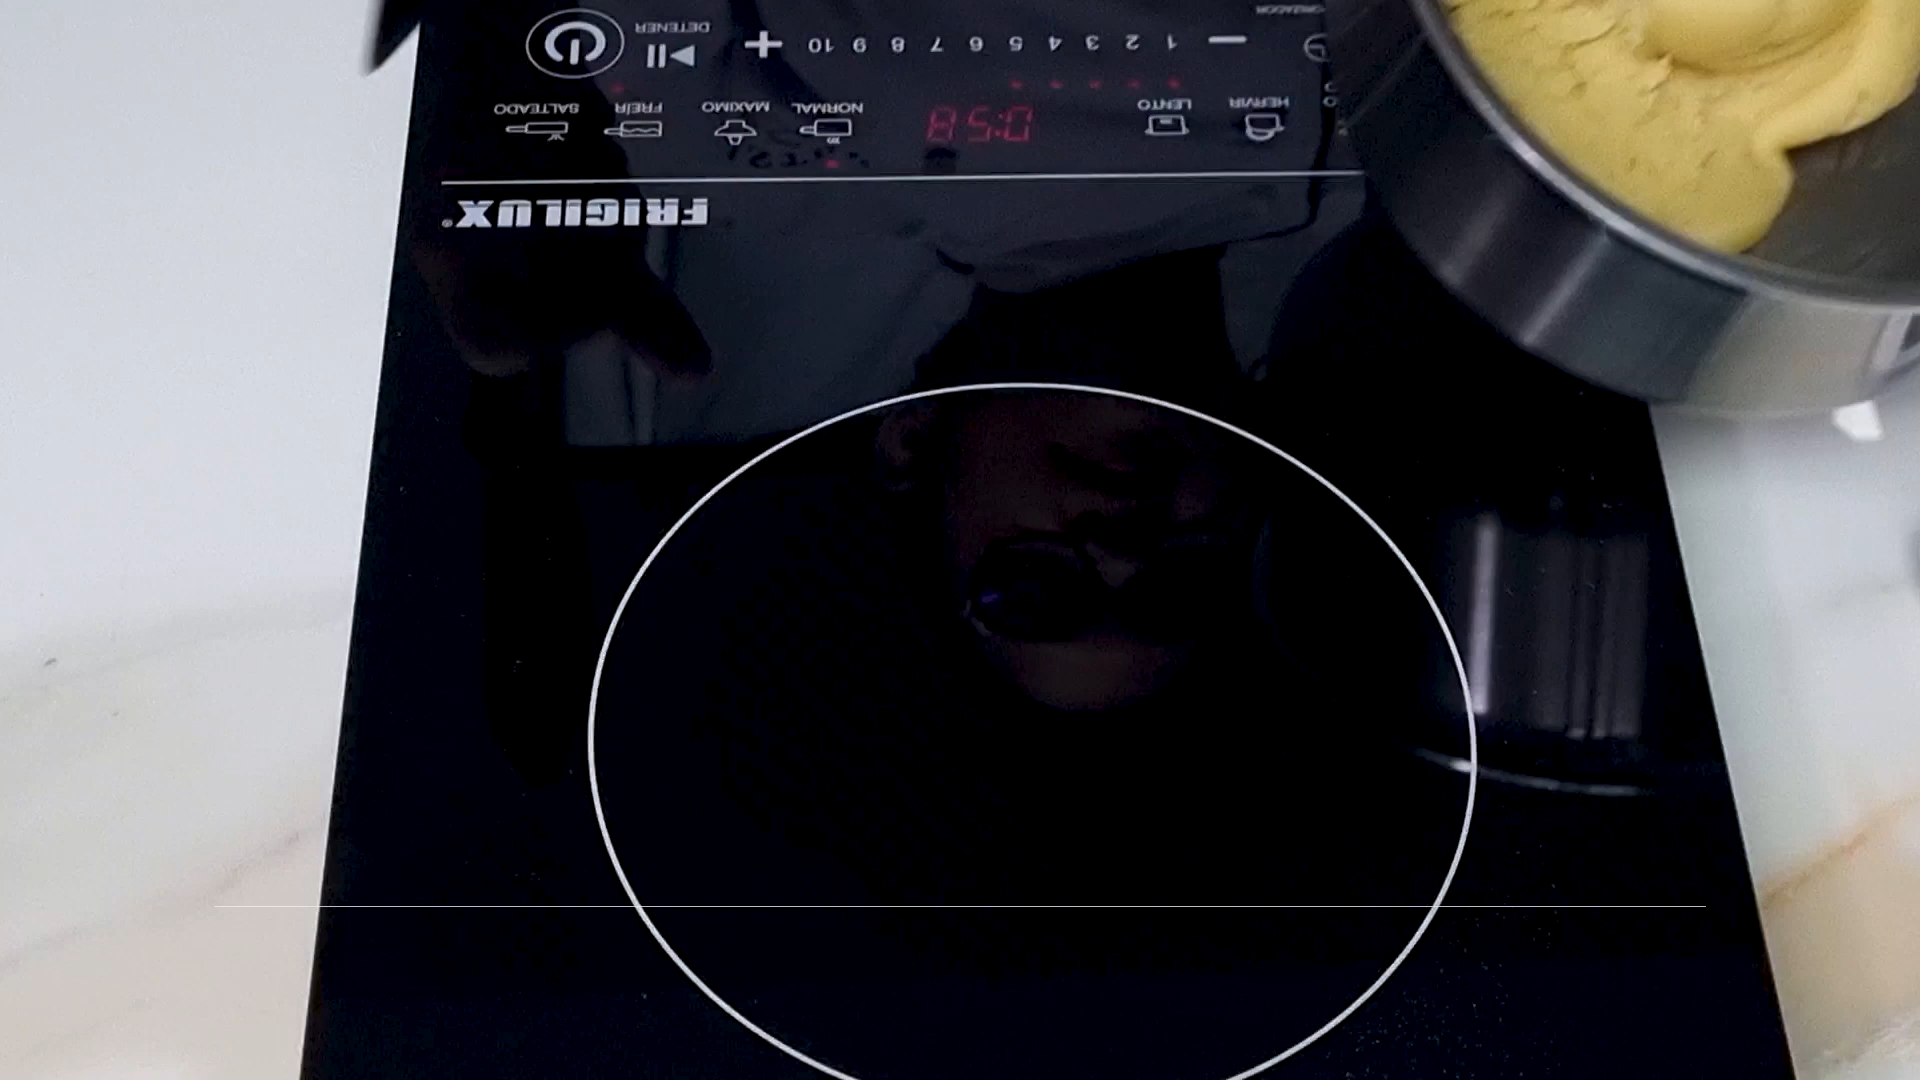 FRIGILUX®
HERVIR LENTO 0:58 NORMAL MAXIMO FREÍR SALTEADO
− 1 2 3 4 5 6 7 8 9 10 +
DETENER